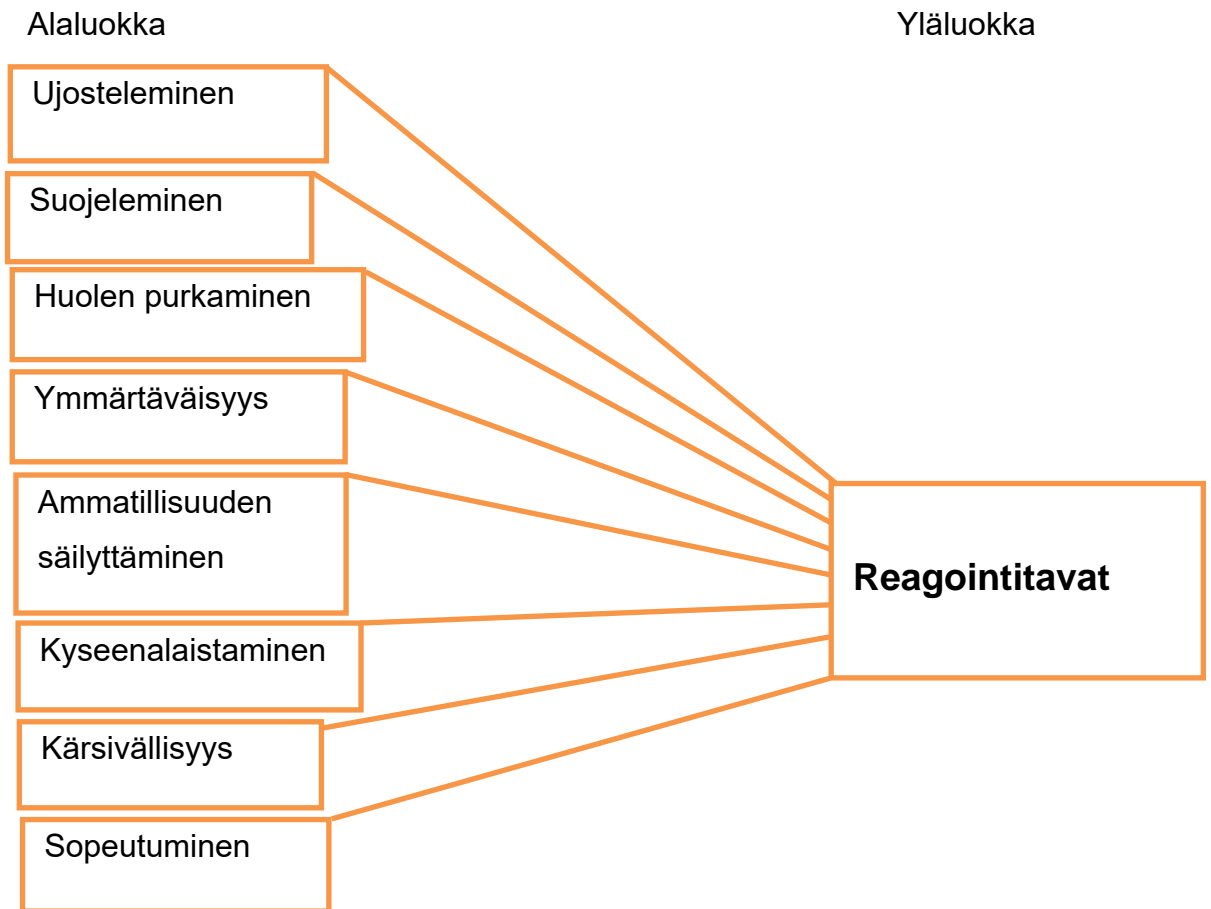 Alaluokka
Yläluokka
Ujosteleminen
Suojeleminen
Huolen purkaminen
Ymmärtäväisyys
Ammatillisuuden
säilyttäminen
Reagointitavat
Kyseenalaistaminen
Kärsivällisyys
Sopeutuminen